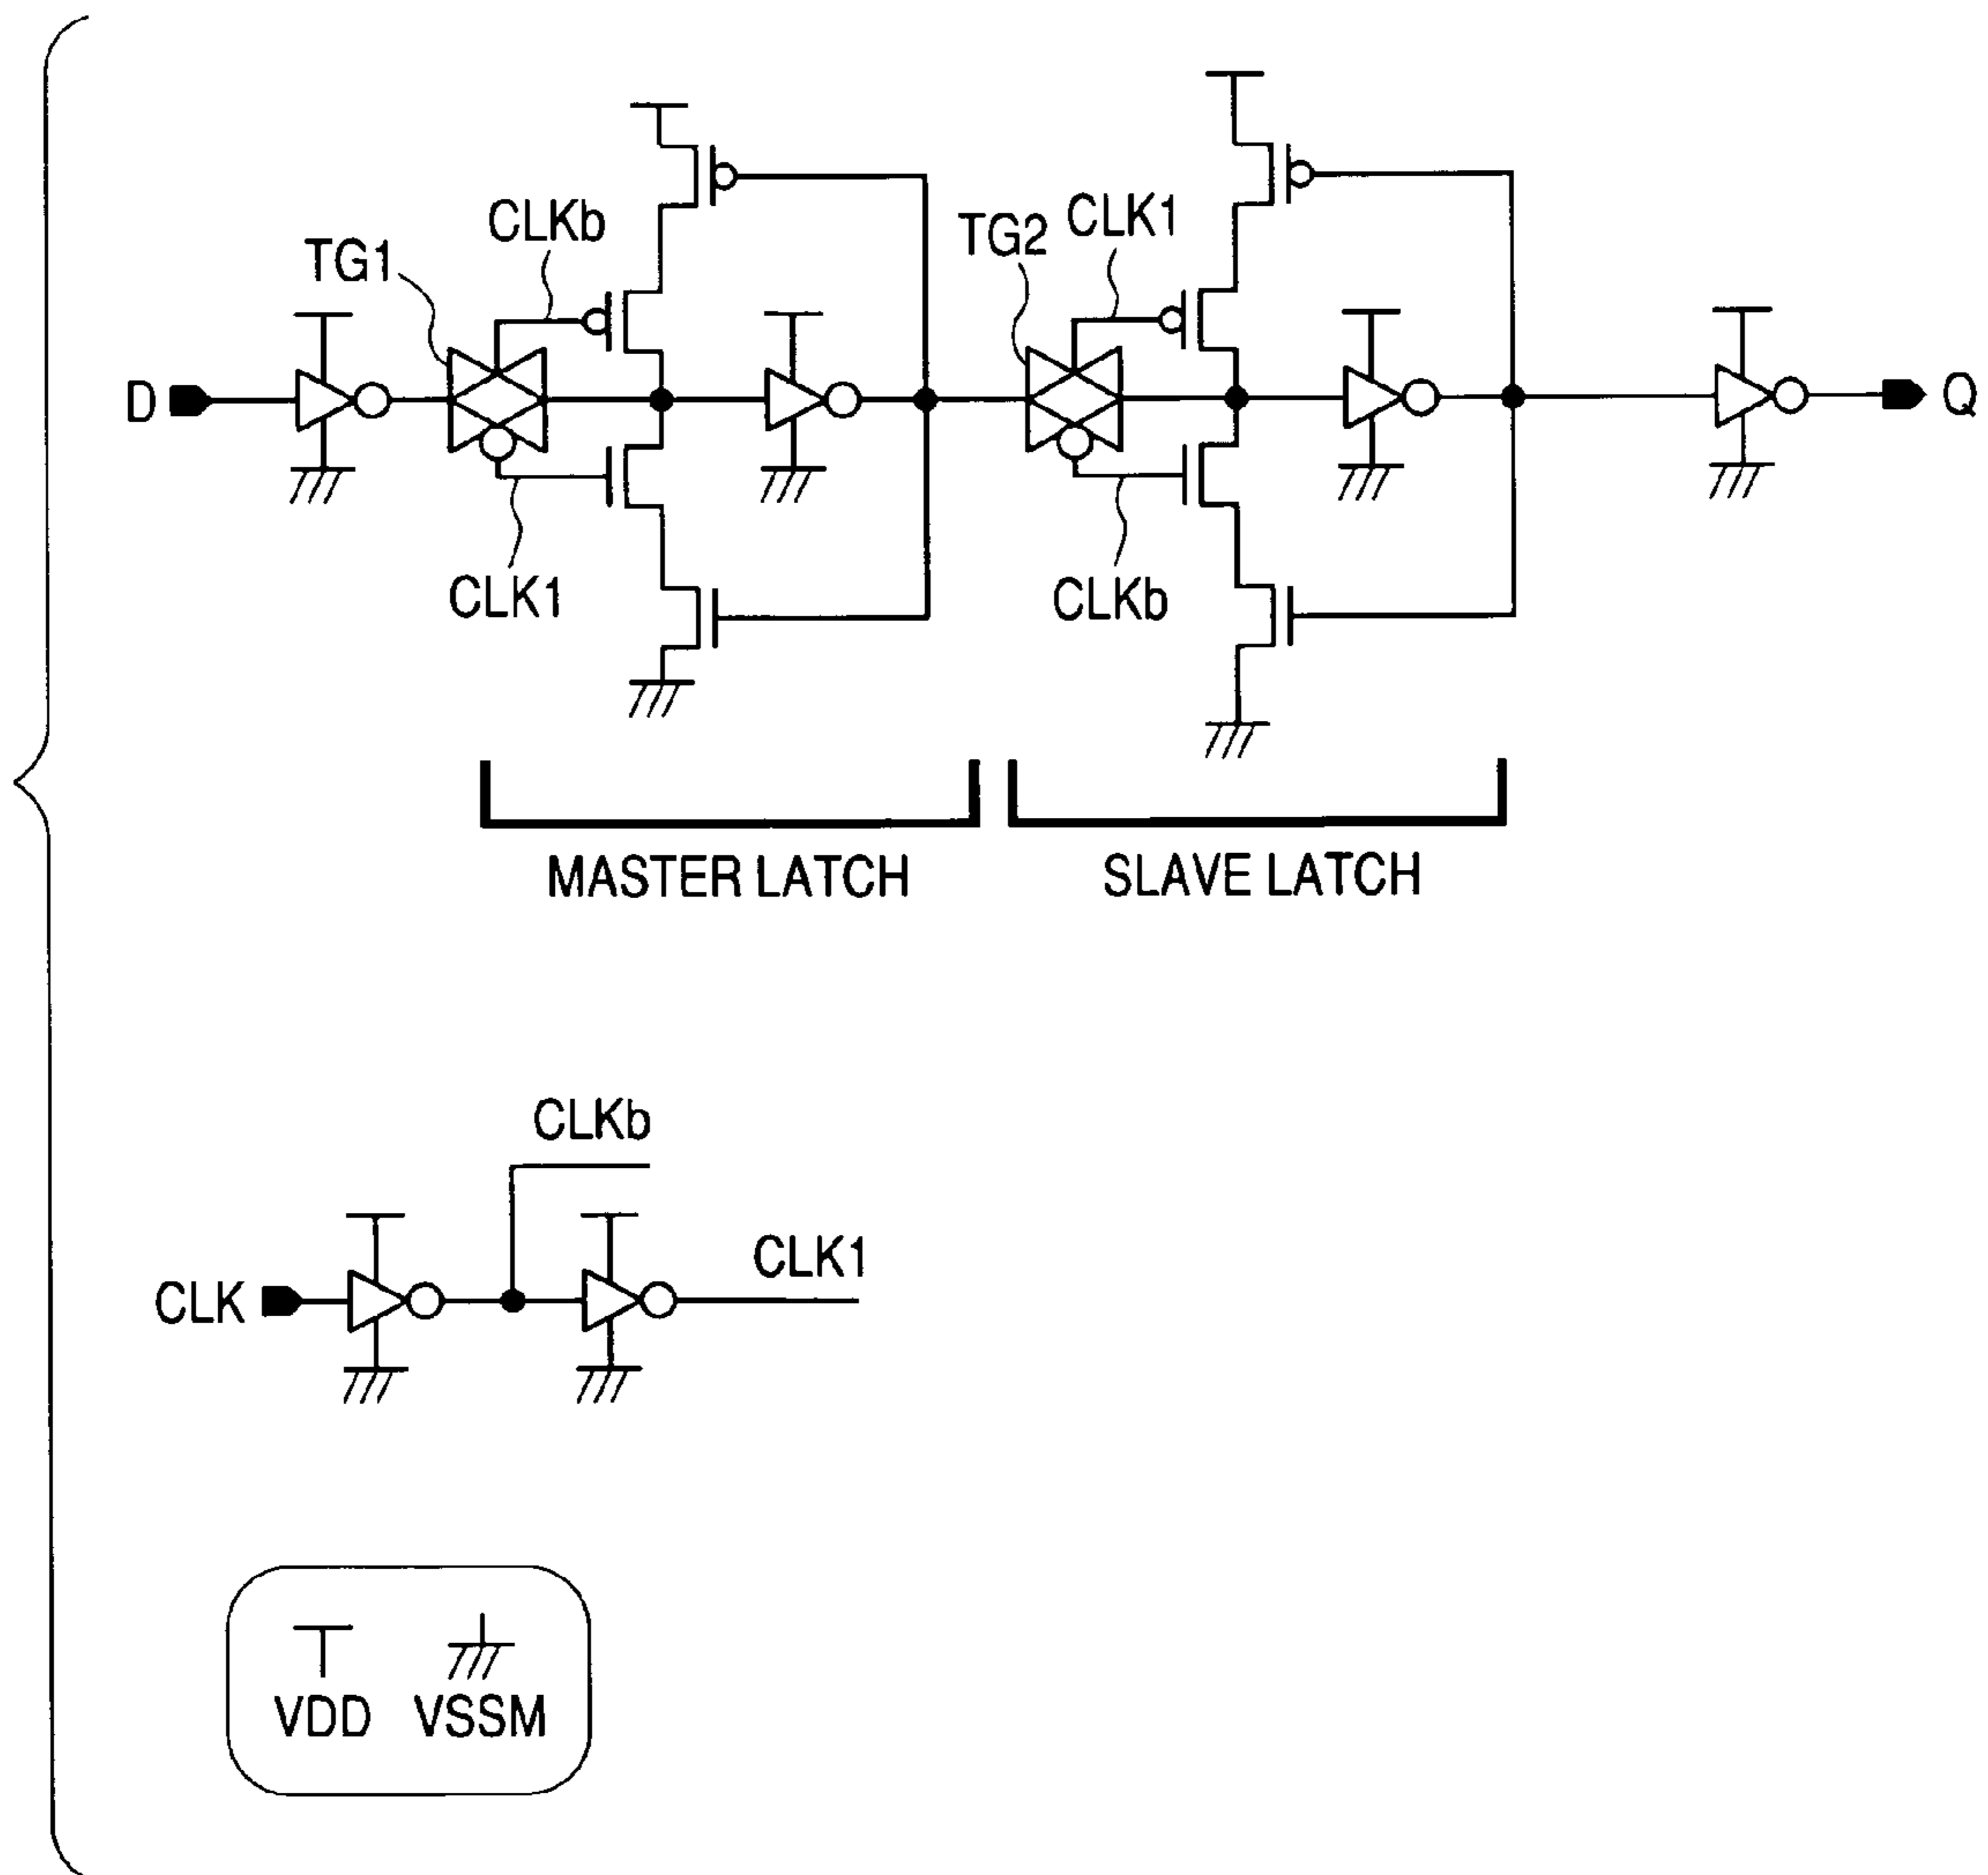 CLKb
TG1
TG2
CLK1
D
Q
CLK1
CLKb
MASTER LATCH
SLAVE LATCH
CLKb
CLK1
CLK
VDD
VSSM